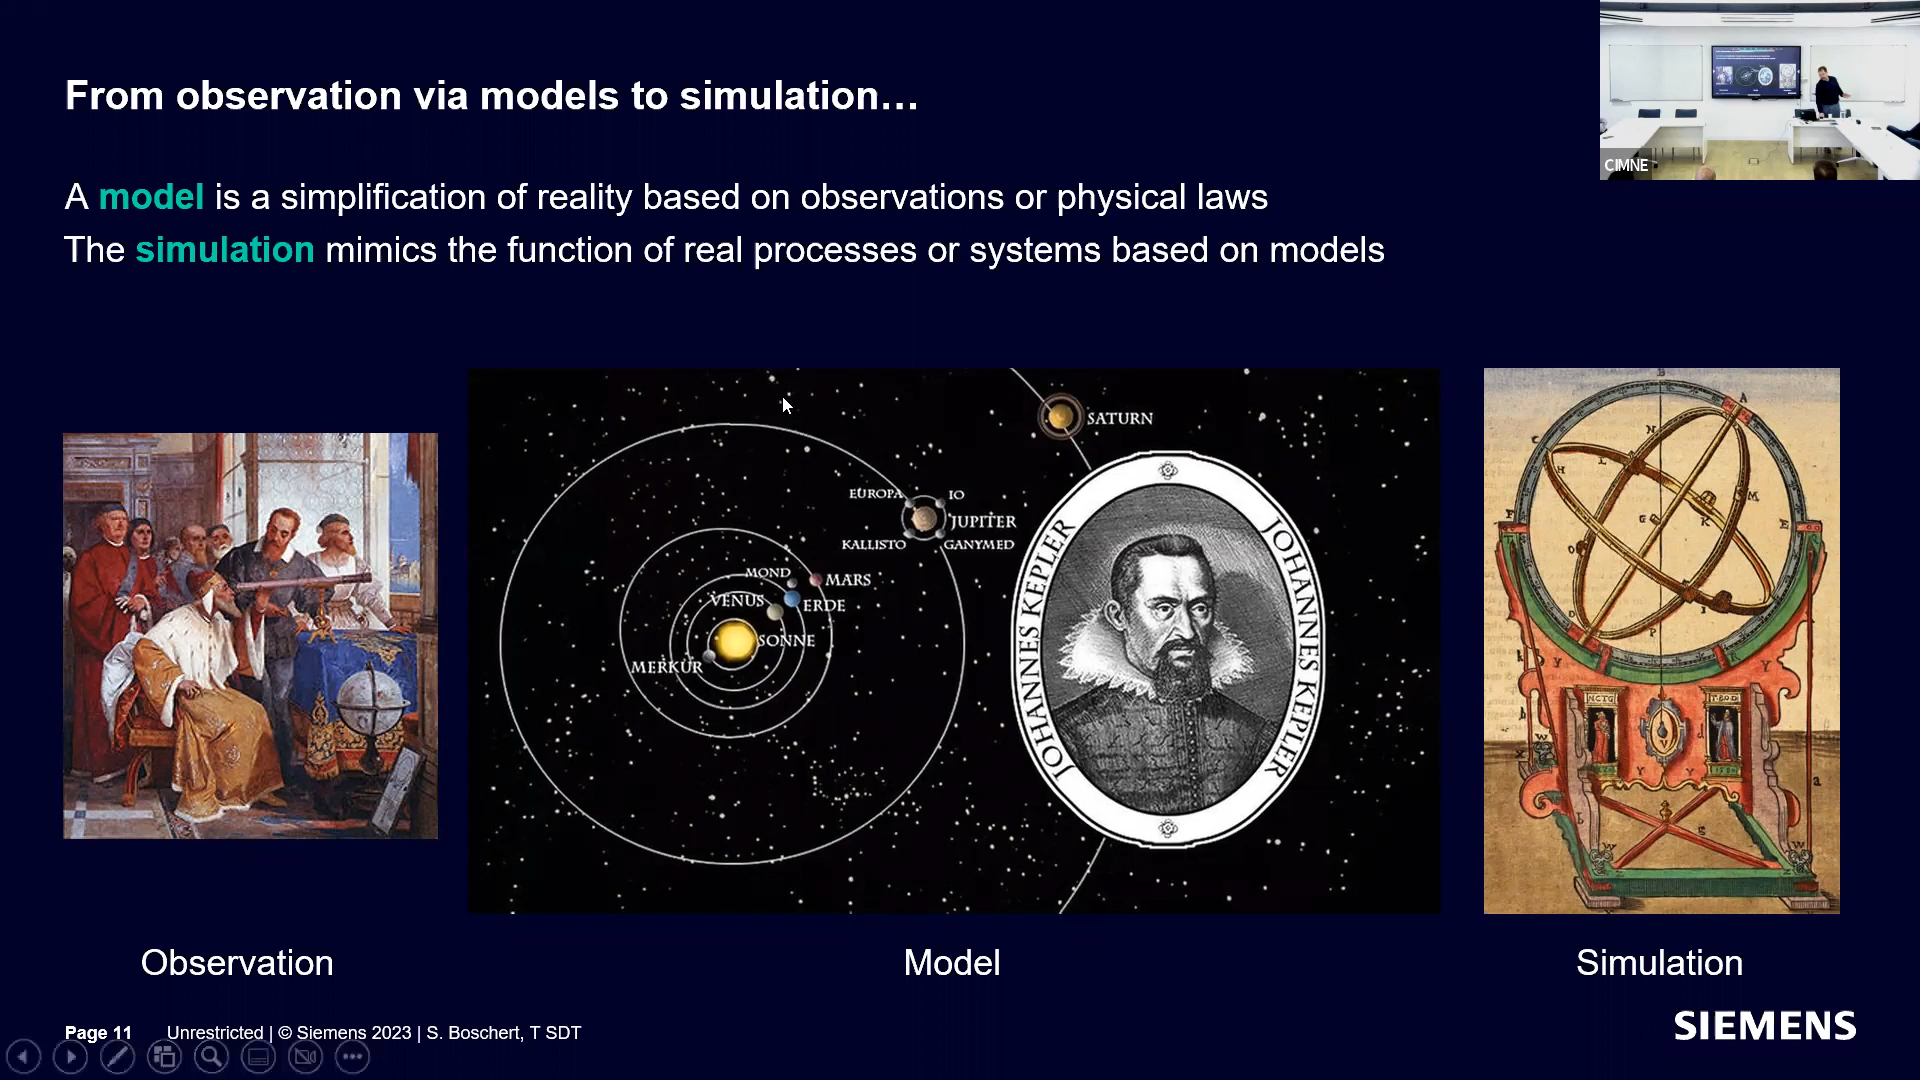 From observation via models to simulation…
CIMNE
A model is a simplification of reality based on observations or physical laws
The simulation mimics the function of real processes or systems based on models
SATURN
EUROPA
IO
JUPITER
KALLISTO
GANYMED
MOND
MARS
VENUS
ERDE
SONNE
MERKUR
JOHANNES KEPLER
JOHANNES KEPLER
Observation
Model
Simulation
Page 11
Unrestricted | © Siemens 2023 | S. Boschert, T SDT
SIEMENS